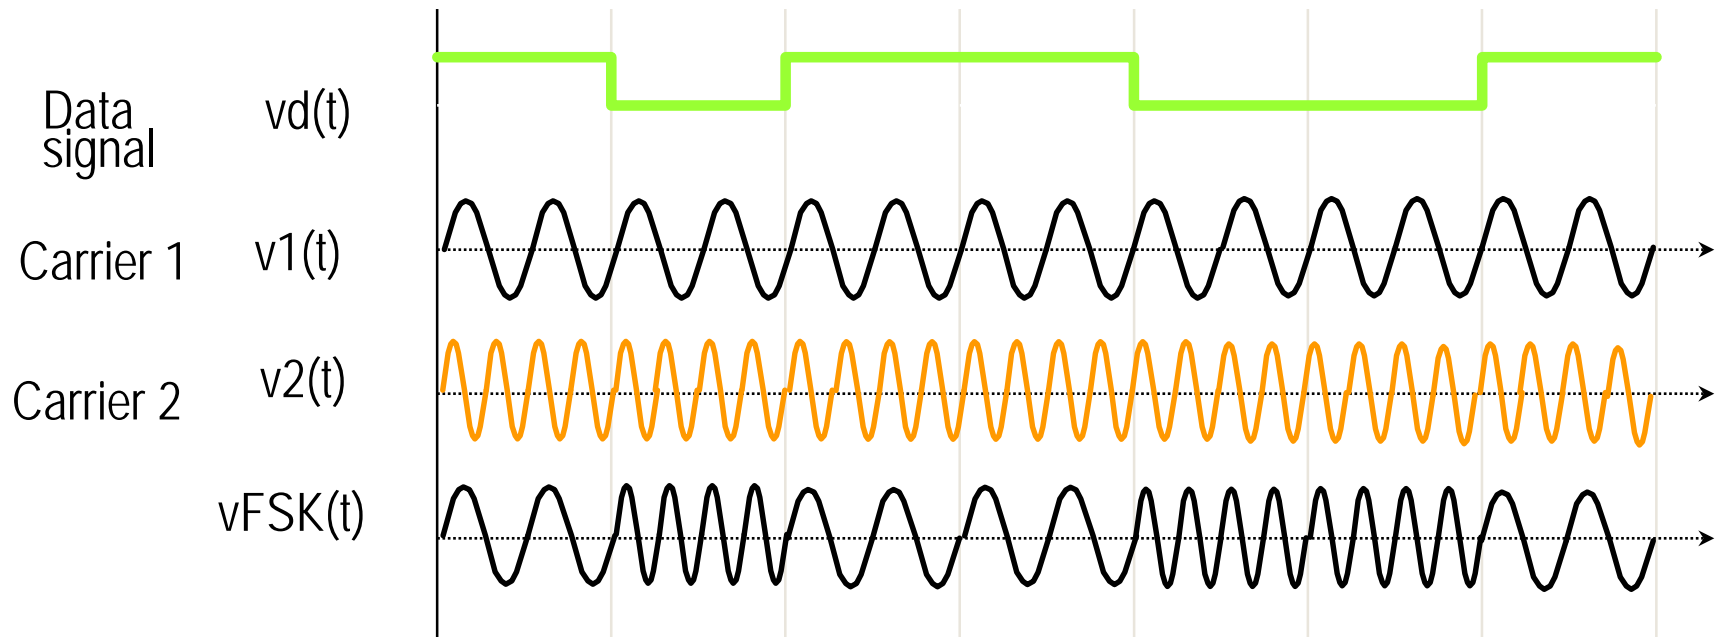 Data
signal
vd(t)
Carrier 1
v1(t)
Carrier 2
v2(t)
vFSK(t)